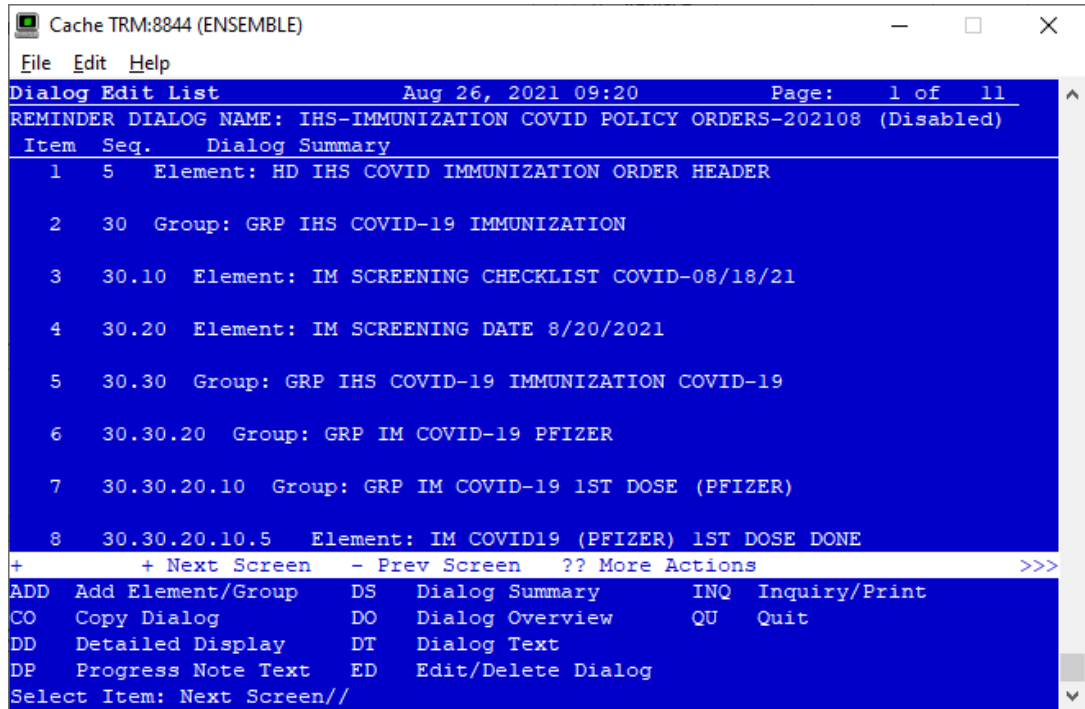 Cache TRM:8844 (ENSEMBLE)
File Edit Help
Dialog Edit List Aug 26, 2021 09:20 Page: 1 of 11
REMINDER DIALOG NAME: IHS-IMMUNIZATION COVID POLICY ORDERS-202108 (Disabled)
Item Seq. Dialog Summary
1 5 Element: HD IHS COVID IMMUNIZATION ORDER HEADER
2 30 Group: GRP IHS COVID-19 IMMUNIZATION
3 30.10 Element: IM SCREENING CHECKLIST COVID-08/18/21
4 30.20 Element: IM SCREENING DATE 8/20/2021
5 30.30 Group: GRP IHS COVID-19 IMMUNIZATION COVID-19
6 30.30.20 Group: GRP IM COVID-19 PFIZER
7 30.30.20.10 Group: GRP IM COVID-19 1ST DOSE (PFIZER)
8 30.30.20.10.5 Element: IM COVID19 (PFIZER) 1ST DOSE DONE
+ + Next Screen - Prev Screen ?? More Actions >>>
ADD Add Element/Group DS Dialog Summary INQ Inquiry/Print
CO Copy Dialog DO Dialog Overview QU Quit
DD Detailed Display DT Dialog Text
DP Progress Note Text ED Edit/Delete Dialog
Select Item: Next Screen//